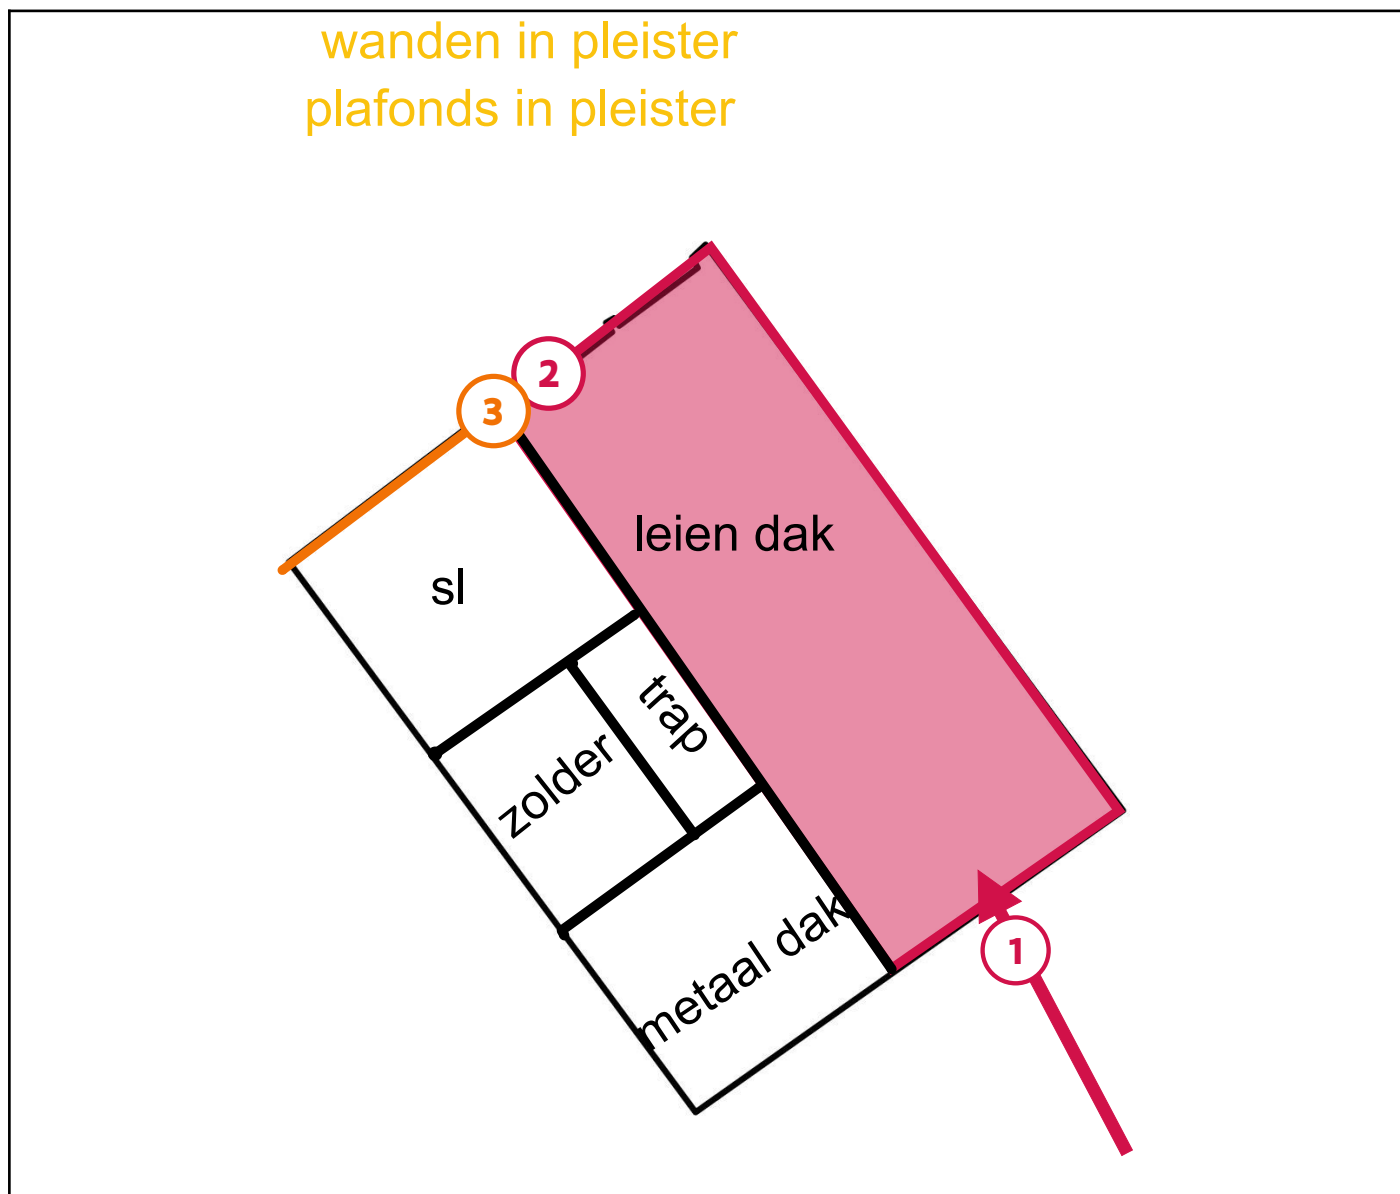 wanden in pleister
plafonds in pleister
2
3
leien dak
sl
trap
zolder
metaal dak
1